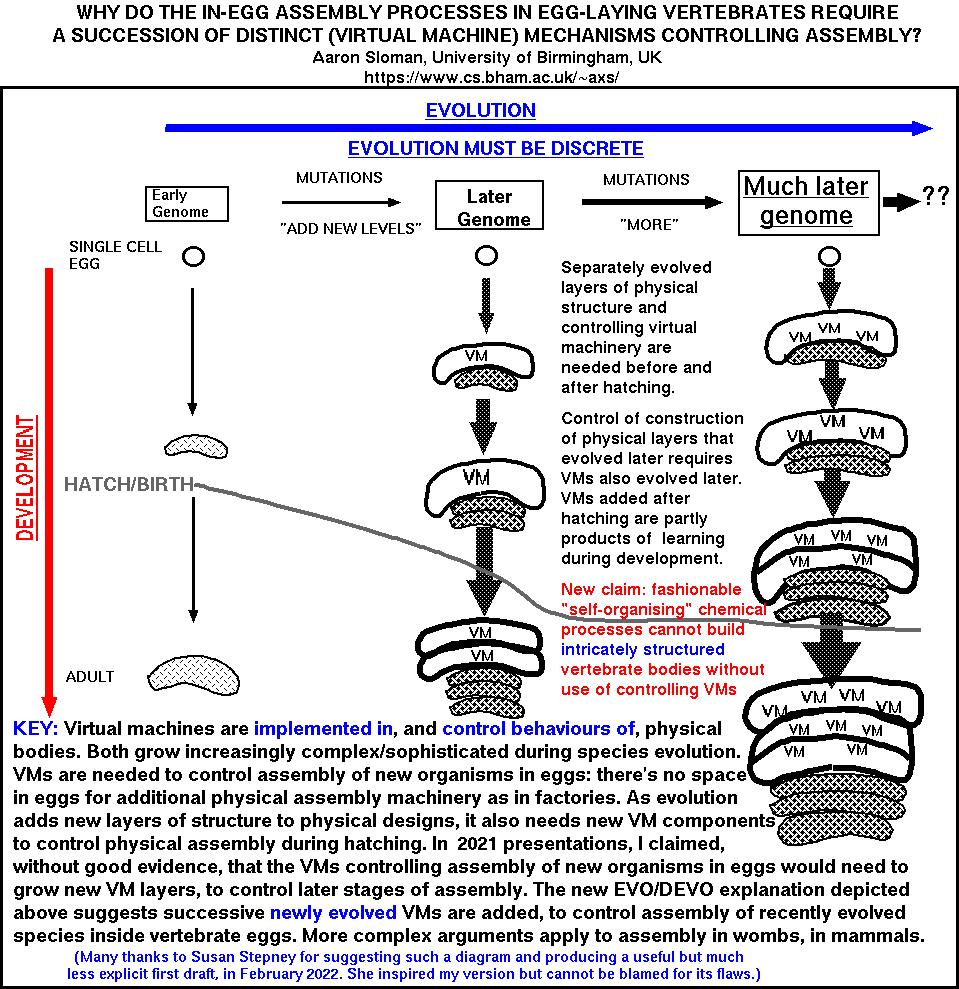 WHY DO THE IN-EGG ASSEMBLY PROCESSES IN EGG-LAYING VERTEBRATES REQUIRE
A SUCCESSION OF DISTINCT (VIRTUAL MACHINE) MECHANISMS CONTROLLING ASSEMBLY?
Aaron Sloman, University of Birmingham, UK
https://www.cs.bham.ac.uk/~axs/
EVOLUTION
EVOLUTION MUST BE DISCRETE
Early
Genome
MUTATIONS
"ADD NEW LEVELS"
Later
Genome
MUTATIONS
"MORE"
Much later
genome
??
SINGLE CELL
EGG
DEVELOPMENT
HATCH/BIRTH
ADULT
VM
VM
VM
VM
Separately evolved
layers of physical
structure and
controlling virtual
machinery are
needed before and
after hatching.
Control of construction
of physical layers that
evolved later requires
VMs also evolved later.
VMs added after
hatching are partly
products of learning
during development.
New claim: fashionable
"self-organising" chemical
processes cannot build
intricately structured
vertebrate bodies without
use of controlling VMs
VM VM VM
VM VM VM
VM VM VM
VM VM
VM VM VM VM
VM VM VM
VM VM
KEY: Virtual machines are implemented in, and control behaviours of, physical
bodies. Both grow increasingly complex/sophisticated during species evolution.
VMs are needed to control assembly of new organisms in eggs: there's no space
in eggs for additional physical assembly machinery as in factories. As evolution
adds new layers of structure to physical designs, it also needs new VM components
to control physical assembly during hatching. In 2021 presentations, I claimed,
without good evidence, that the VMs controlling assembly of new organisms in eggs would need to
grow new VM layers, to control later stages of assembly. The new EVO/DEVO explanation depicted
above suggests successive newly evolved VMs are added, to control assembly of recently evolved
species inside vertebrate eggs. More complex arguments apply to assembly in wombs, in mammals.
(Many thanks to Susan Stepney for suggesting such a diagram and producing a useful but much
less explicit first draft, in February 2022. She inspired my version but cannot be blamed for its flaws.)